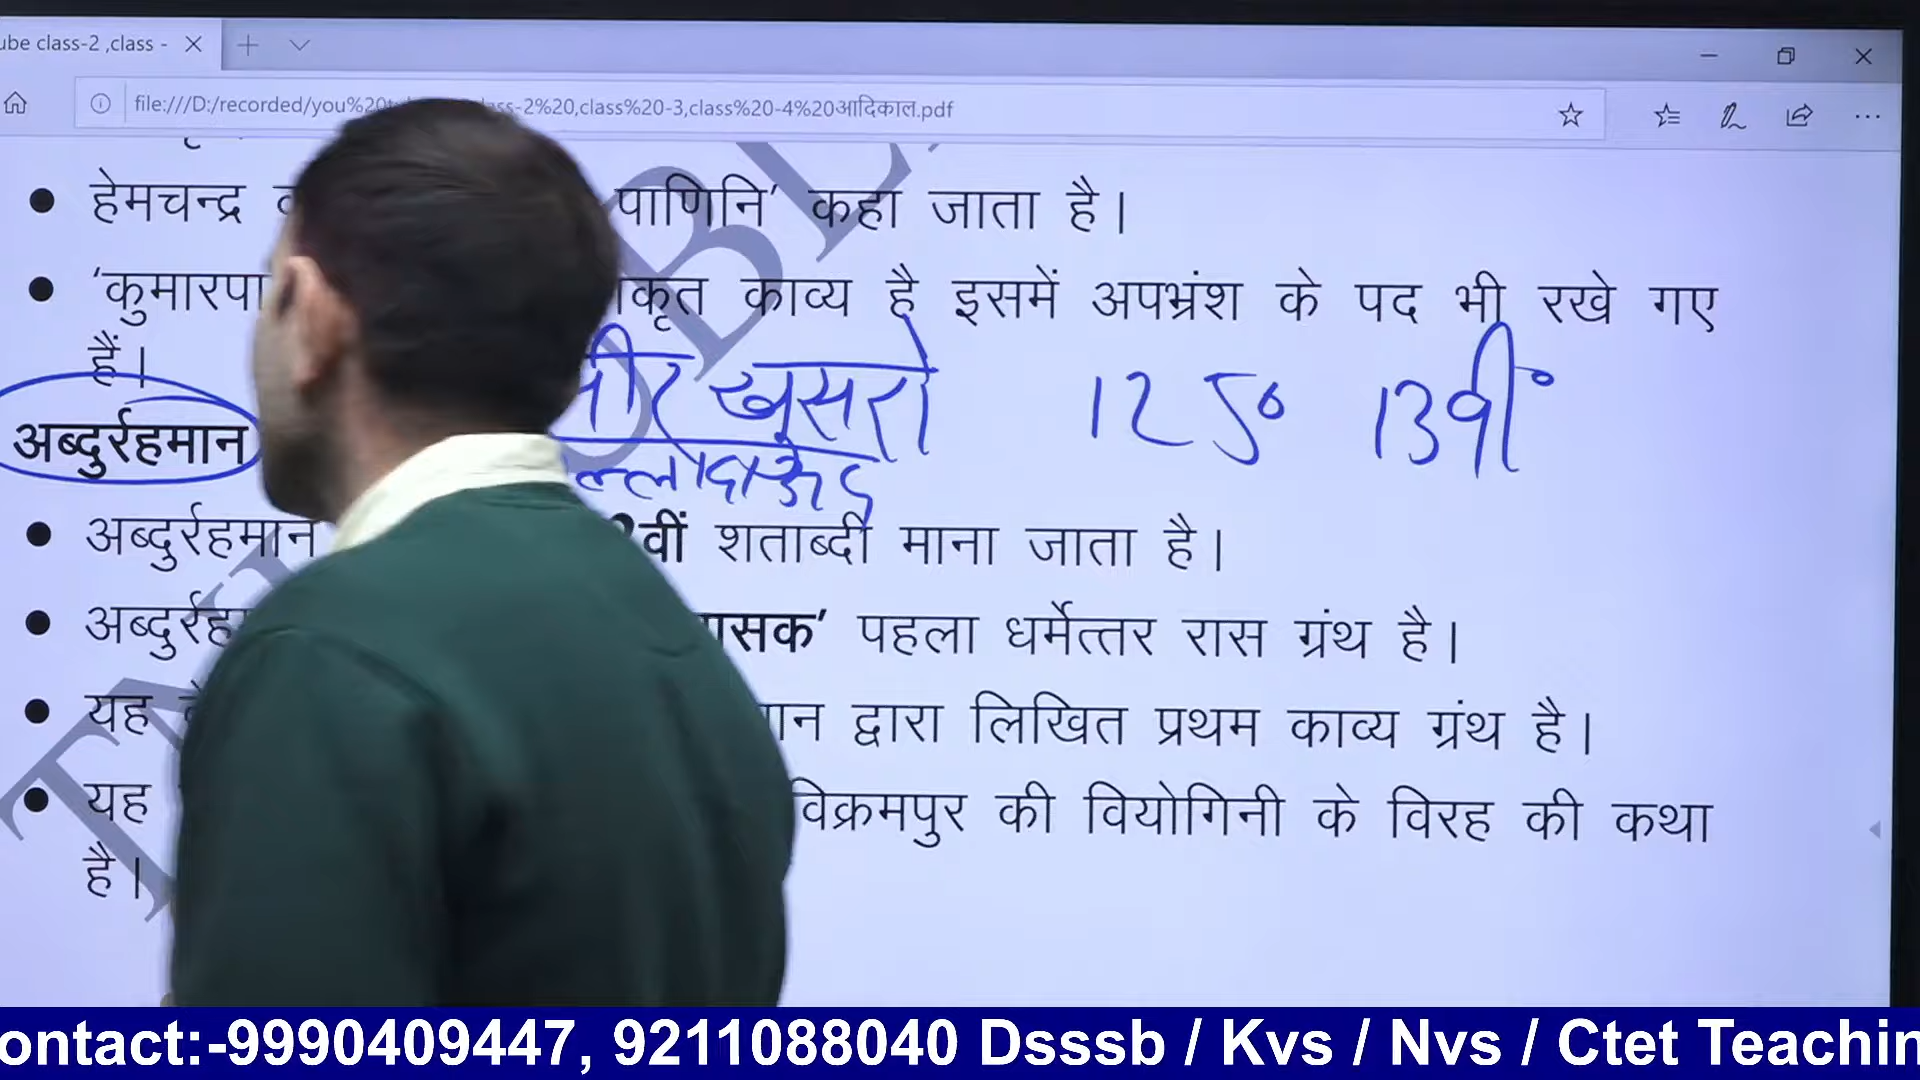 ube class-2 ,class -
file:///D:/recorded/you%20 ss-2%20,class%20-3,class%20-4%20आदिकाल.pdf
हेमचन्द्र पाणिनि’ कहा जाता है।
‘कुमारपा कृत काव्य है इसमें अपभ्रंश के पद भी रखे गए
हैं।
मीर खुसरो 1250 13वीं
अब्दुर्रहमान
अब्दुर्रहमान वीं शताब्दी माना जाता है।
अब्दुर्रह ासक’ पहला धर्मेत्तर रास ग्रंथ है।
यह ान द्वारा लिखित प्रथम काव्य ग्रंथ है।
यह विक्रमपुर की वियोगिनी के विरह की कथा
है।
ontact:-9990409447, 9211088040 Dsssb / Kvs / Nvs / Ctet Teachin